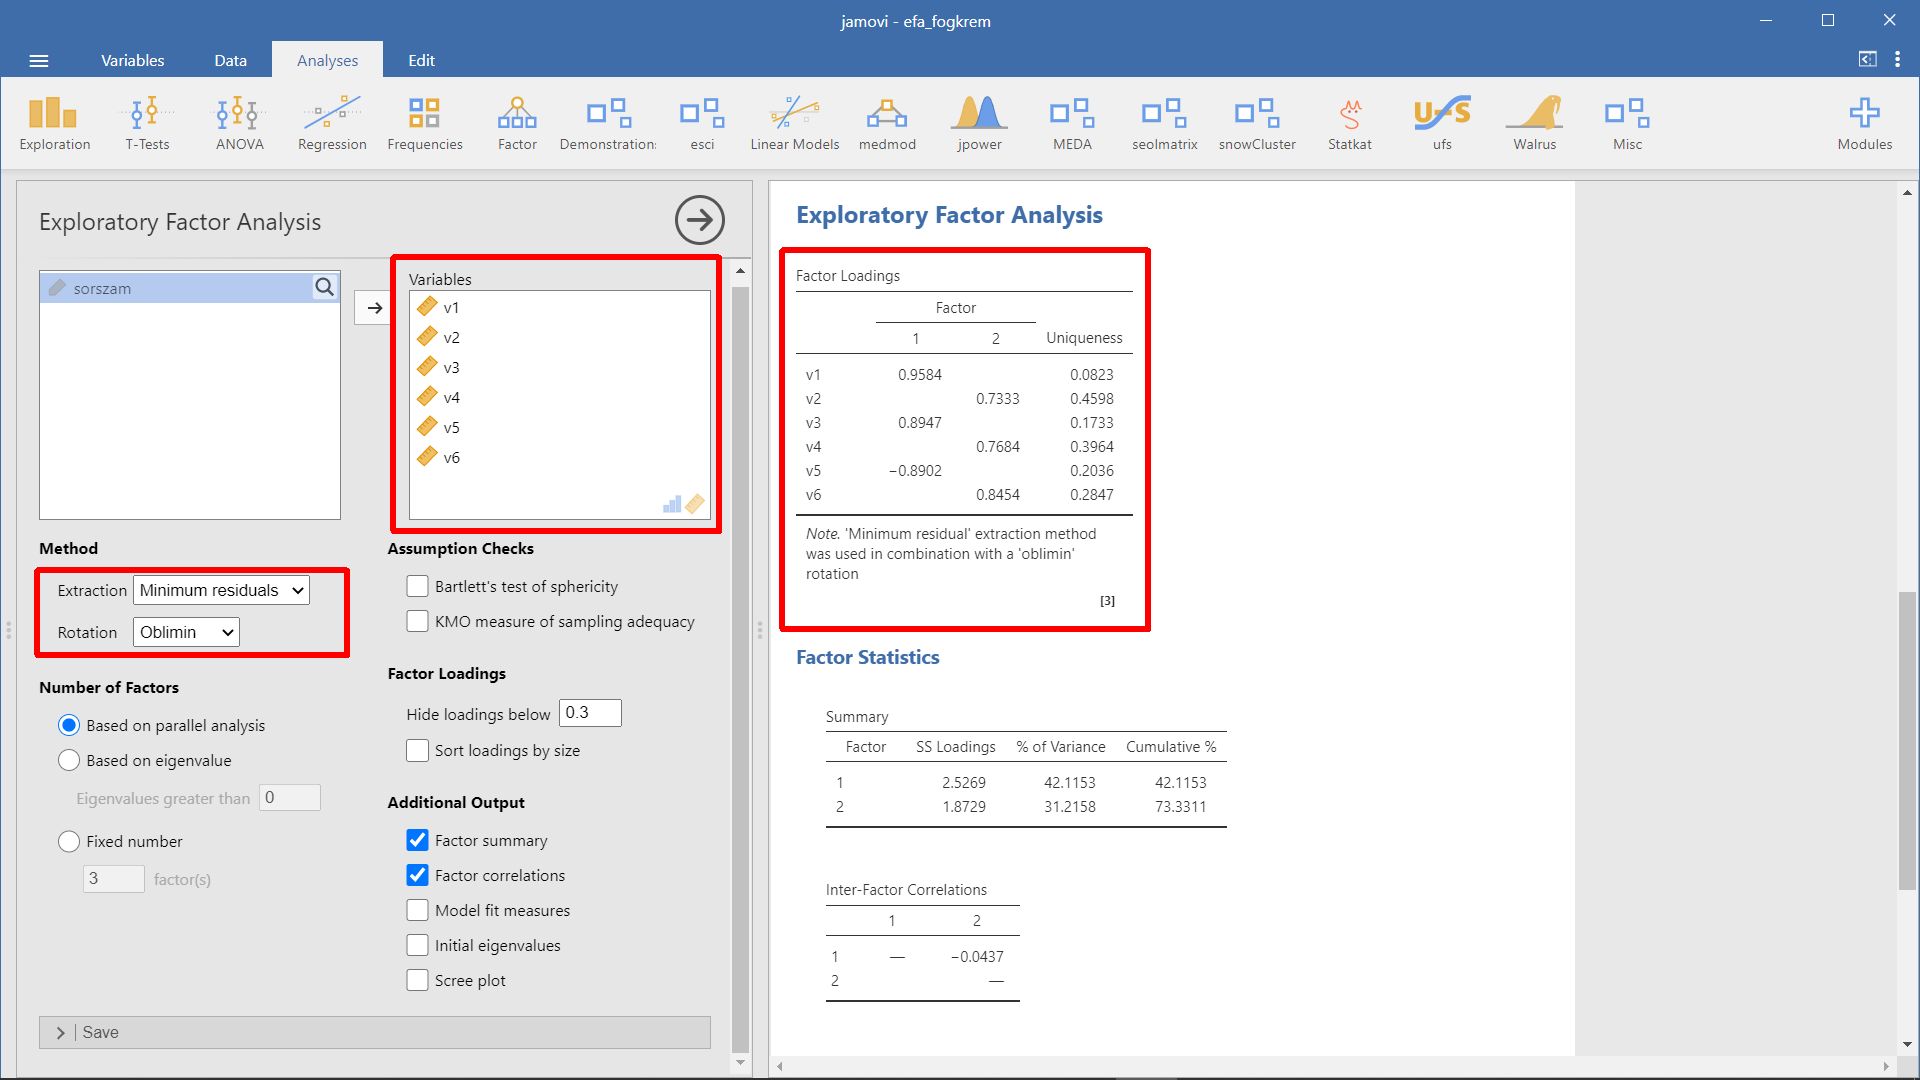 jamovi - efa_fogkrem
Variables Data Analyses Edit
Exploration T-Tests ANOVA Regression Frequencies Factor Demonstrations esci Linear Models medmod jpower MEDA seolmatrix snowCluster Statkat ufs Walrus Misc Modules
Exploratory Factor Analysis
sorszam
Variables
v1
v2
v3
v4
v5
v6
Method
Extraction Minimum residuals
Rotation Oblimin
Number of Factors
Based on parallel analysis
Based on eigenvalue
Eigenvalues greater than 0
Fixed number
3 factor(s)
Assumption Checks
Bartlett's test of sphericity
KMO measure of sampling adequacy
Factor Loadings
Hide loadings below 0.3
Sort loadings by size
Additional Output
Factor summary
Factor correlations
Model fit measures
Initial eigenvalues
Scree plot
Save
Exploratory Factor Analysis
Factor Loadings
Factor
1 2 Uniqueness
v1 0.9584 0.0823
v2 0.7333 0.4598
v3 0.8947 0.1733
v4 0.7684 0.3964
v5 −0.8902 0.2036
v6 0.8454 0.2847
Note. 'Minimum residual' extraction method
was used in combination with a 'oblimin'
rotation
[3]
Factor Statistics
Summary
Factor SS Loadings % of Variance Cumulative %
1 2.5269 42.1153 42.1153
2 1.8729 31.2158 73.3311
Inter-Factor Correlations
1 2
1 — −0.0437
2 —